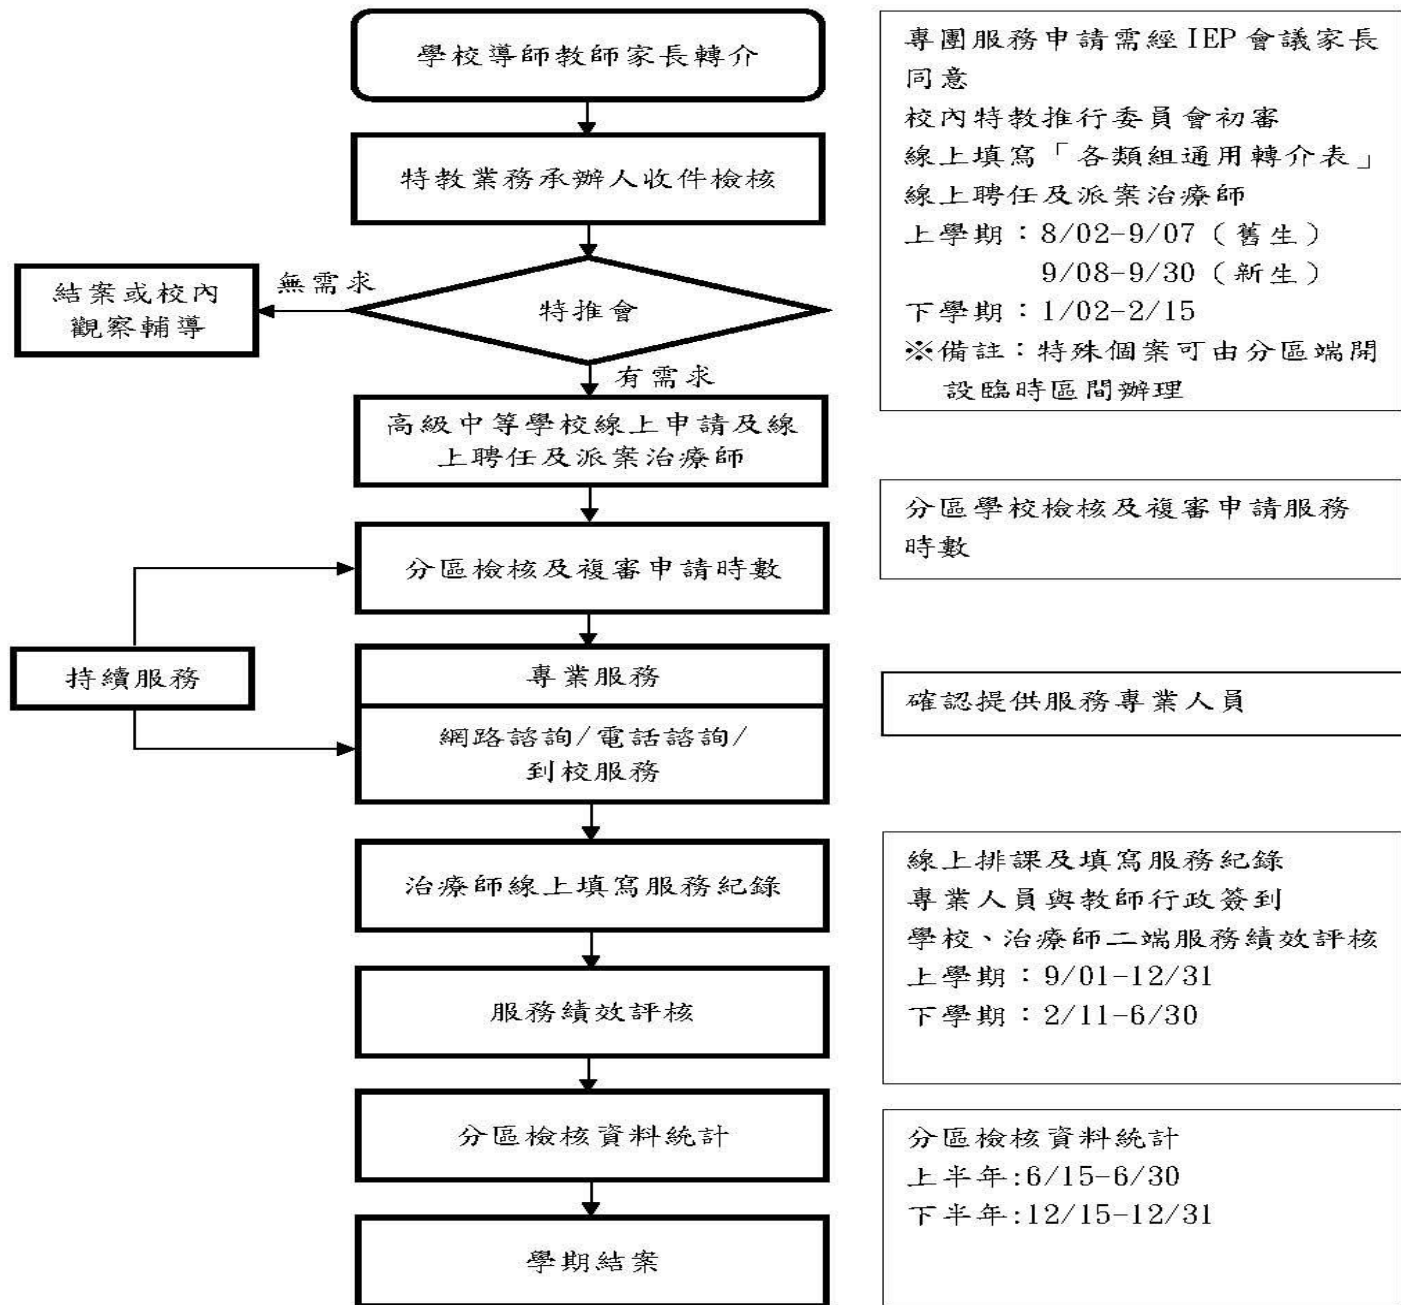 學校導師教師家長轉介
特教業務承辦人收件檢核
無需求
結案或校內
觀察輔導
特推會
有需求
高級中等學校線上申請及線
上聘任及派案治療師
分區檢核及複審申請時數
持續服務
專業服務
網路諮詢/電話諮詢/
到校服務
治療師線上填寫服務紀錄
服務績效評核
分區檢核資料統計
學期結案
專團服務申請需經IEP會議家長
同意
校內特教推行委員會初審
線上填寫「各類組通用轉介表」
線上聘任及派案治療師
上學期：8/02-9/07（舊生）
9/08-9/30（新生）
下學期：1/02-2/15
※備註：特殊個案可由分區端開
設臨時區間辦理
分區學校檢核及複審申請服務
時數
確認提供服務專業人員
線上排課及填寫服務紀錄
專業人員與教師行政簽到
學校、治療師二端服務績效評核
上學期：9/01-12/31
下學期：2/11-6/30
分區檢核資料統計
上半年:6/15-6/30
下半年:12/15-12/31